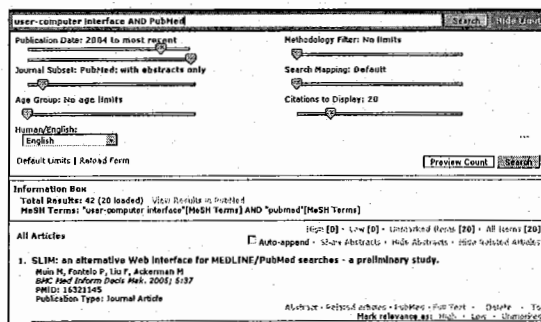 user-computer interface AND PubMed Search Hide Limit
Publication Date: 2004 to most recent Methodology Filter: No limits
Journal Subset: PubMed: with abstracts only Search Mapping: Default
Age Group: No age limits Citations to Display: 20
Human/English:
English
Default Limits | Reload Form Preview Count Search
Information Box
Total Results: 42 (20 loaded) View Results in PubMed
MeSH Terms: "user-computer interface"[MeSH Terms] AND "pubmed"[MeSH Terms]
High [0] - Low [0] - Unmarked Items [20] - All Items [20]
All Articles
Auto-append - Show Abstracts - Hide Abstracts - Hide Related Articles
1. SLIM: an alternative Web interface for MEDLINE/PubMed searches - a preliminary study.
Muin M, Fontelo P, Liu F, Ackerman M
BMC Med Inform Decis Mak. 2005; 5:37
PMID: 16321145
Publication Type: Journal Article
Abstract - Related articles - PubMed - Full Text - Delete - To
Mark relevance as: High - Low - Unmarked